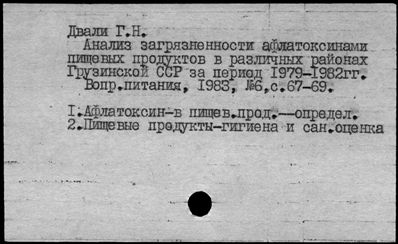 Двали Г.Н.
Анализ загрязненности афлатоксинами
пищевых продуктов в различных районах
Грузинской ССР за период 1979-1982гг.
Вопр.питания, 1983, №6,с.67-69.
1.Афлатоксин-в пищев.прод.--определ.
2.Пищевые продукты-гигиена и сан.оценка